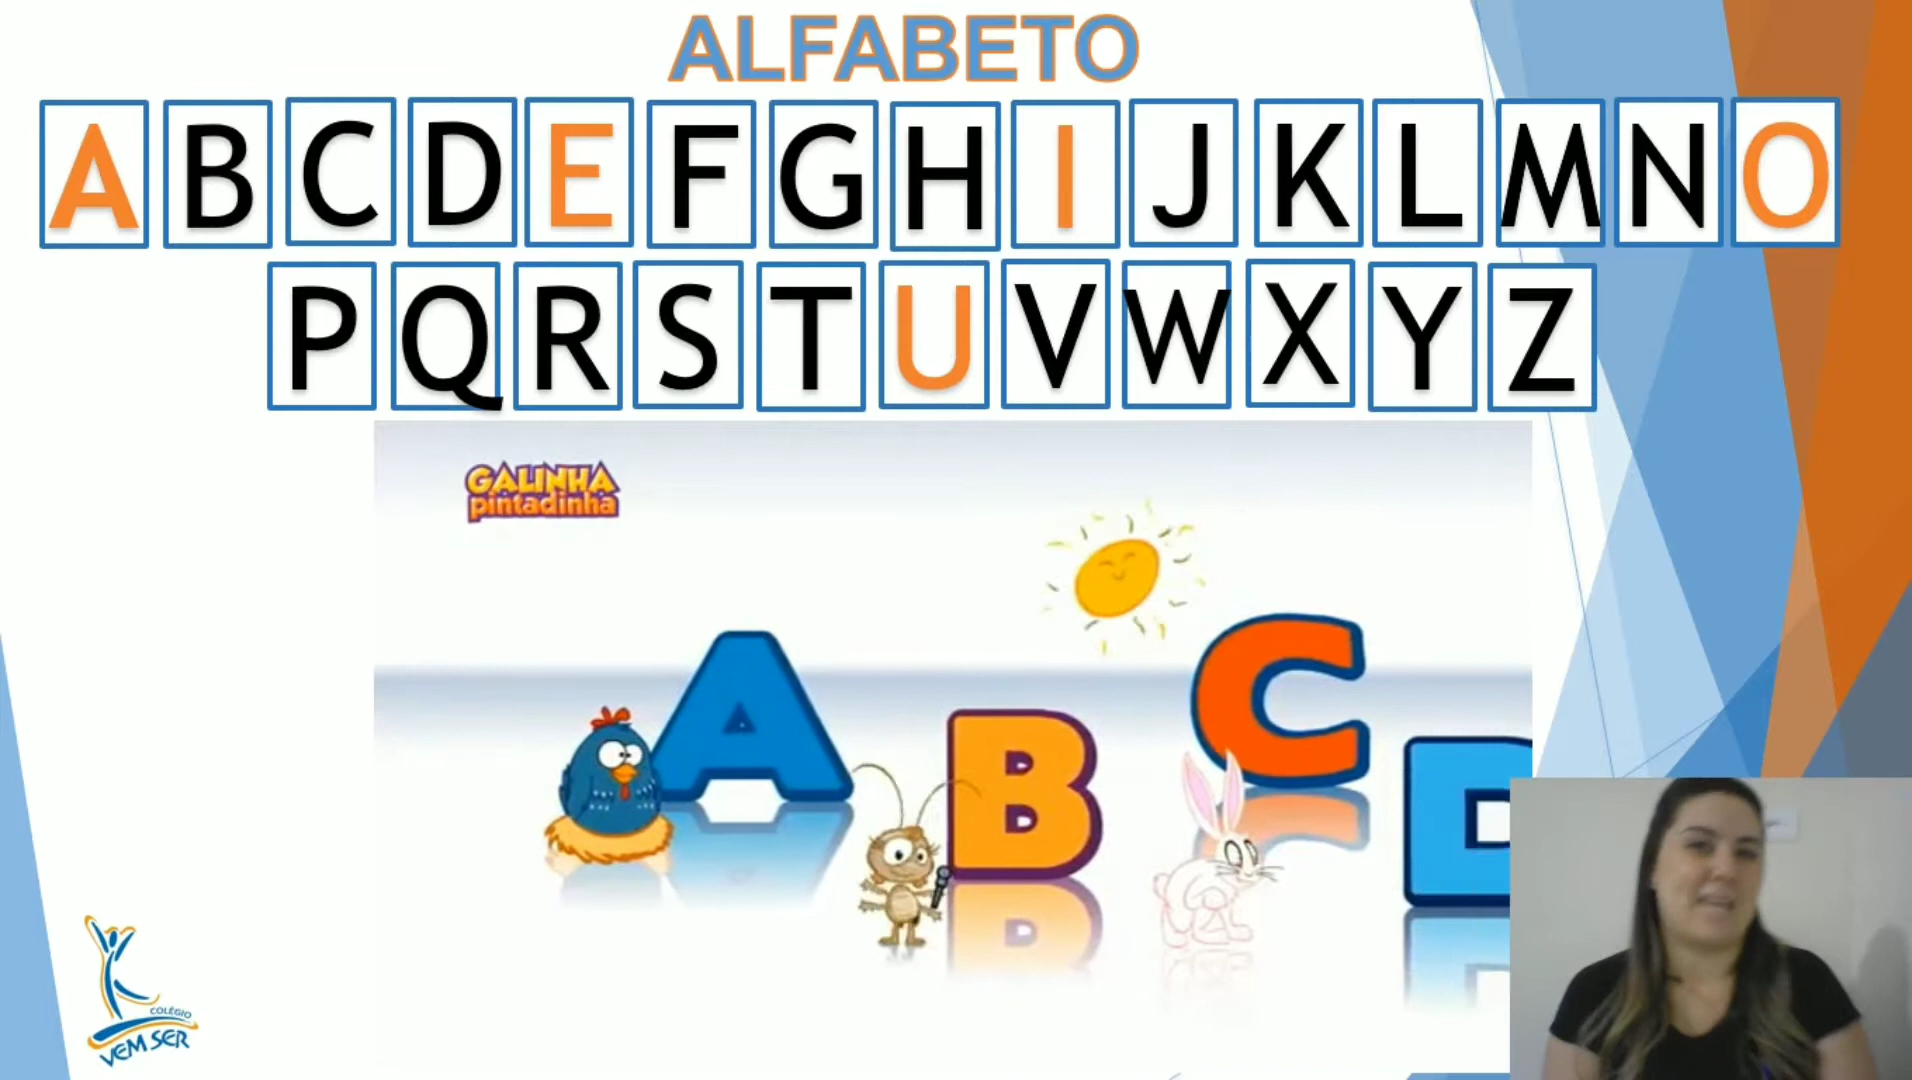 ALFABETO
A B C D E F G H I J K L M N O
P Q R S T U V W X Y Z
GALINHA
pintadinha
A B C D
COLÉGIO
VEM SER